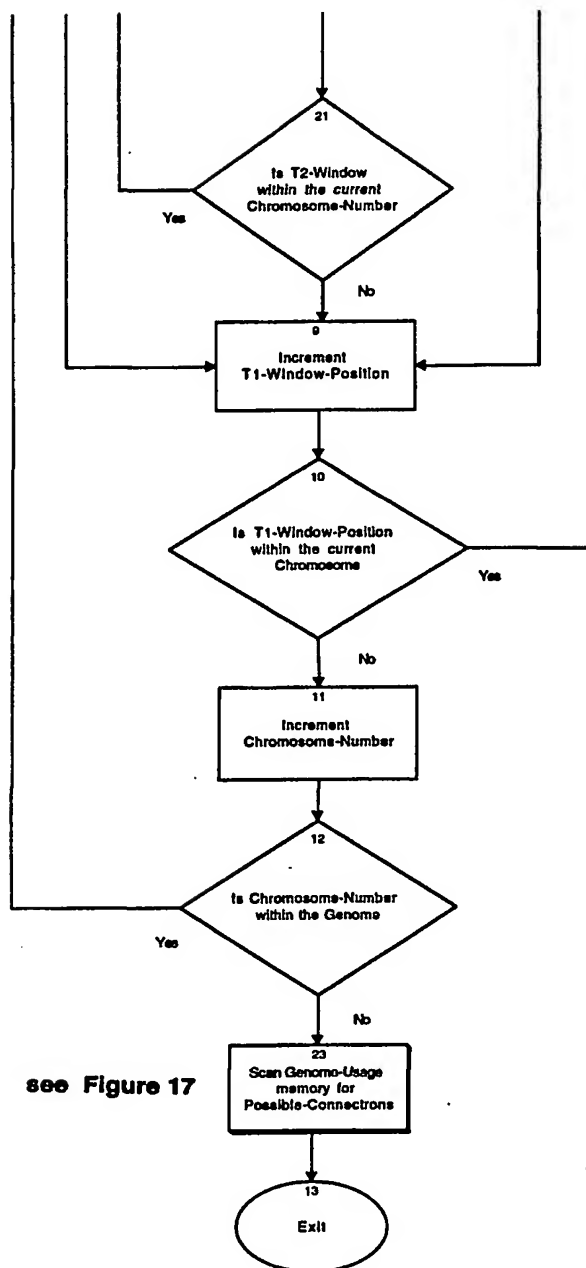 21
Is T2-Window
within the current
Chromosome-Number
Yes
No
9
Increment
T1-Window-Position
10
Is T1-Window-Position
within the current
Chromosome
Yes
No
11
Increment
Chromosome-Number
12
Is Chromosome-Number
within the Genome
Yes
No
23
see Figure 17
Scan Genome-Usage
memory for
Possible-Connectrons
13
Exit